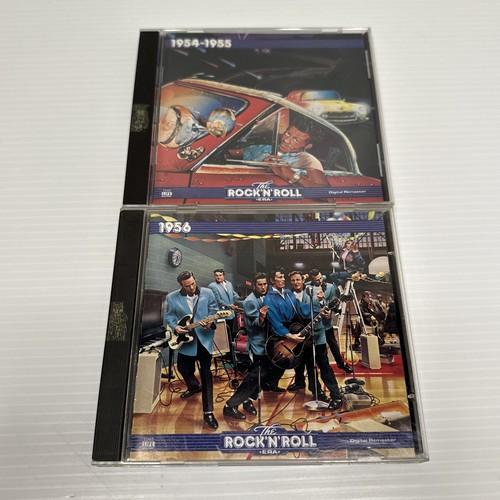 1954-1955
The
ROCK'N'ROLL
•ERA•
Digital Remaster
1956
The
ROCK'N'ROLL
•ERA•
Digital Remaster